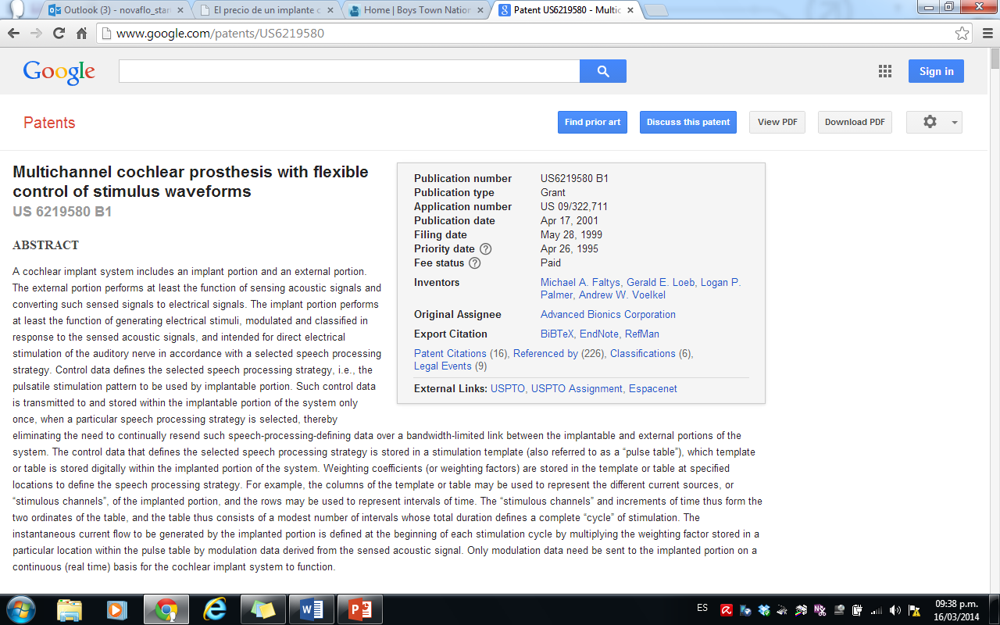 Outlook (3) - novaflo_star
El precio de un implante c
Home | Boys Town Nation
Patent US6219580 - Multic
www.google.com/patents/US6219580
Google
Sign in
Patents
Find prior art
Discuss this patent
View PDF
Download PDF
Multichannel cochlear prosthesis with flexible
control of stimulus waveforms
US 6219580 B1
Publication number US6219580 B1
Publication type Grant
Application number US 09/322,711
Publication date Apr 17, 2001
Filing date May 28, 1999
Priority date ? Apr 26, 1995
Fee status ? Paid
Inventors Michael A. Faltys, Gerald E. Loeb, Logan P.
Palmer, Andrew W. Voelkel
Original Assignee Advanced Bionics Corporation
Export Citation BiBTeX, EndNote, RefMan
Patent Citations (16), Referenced by (226), Classifications (6),
Legal Events (9)
External Links: USPTO, USPTO Assignment, Espacenet
ABSTRACT
A cochlear implant system includes an implant portion and an external portion.
The external portion performs at least the function of sensing acoustic signals and
converting such sensed signals to electrical signals. The implant portion performs
at least the function of generating electrical stimuli, modulated and classified in
response to the sensed acoustic signals, and intended for direct electrical
stimulation of the auditory nerve in accordance with a selected speech processing
strategy. Control data defines the selected speech processing strategy, i.e., the
pulsatile stimulation pattern to be used by implantable portion. Such control data
is transmitted to and stored within the implantable portion of the system only
once, when a particular speech processing strategy is selected, thereby
eliminating the need to continually resend such speech-processing-defining data over a bandwidth-limited link between the implantable and external portions of the
system. The control data that defines the selected speech processing strategy is stored in a stimulation template (also referred to as a “pulse table”), which template
or table is stored digitally within the implanted portion of the system. Weighting coefficients (or weighting factors) are stored in the template or table at specified
locations to define the speech processing strategy. For example, the columns of the template or table may be used to represent the different current sources, or
“stimulous channels”, of the implanted portion, and the rows may be used to represent intervals of time. The “stimulous channels” and increments of time thus form the
two ordinates of the table, and the table thus consists of a modest number of intervals whose total duration defines a complete “cycle” of stimulation. The
instantaneous current flow to be generated by the implanted portion is defined at the beginning of each stimulation cycle by multiplying the weighting factor stored in a
particular location within the pulse table by modulation data derived from the sensed acoustic signal. Only modulation data need be sent to the implanted portion on a
continuous (real time) basis for the cochlear implant system to function.
ES
09:38 p.m.
16/03/2014